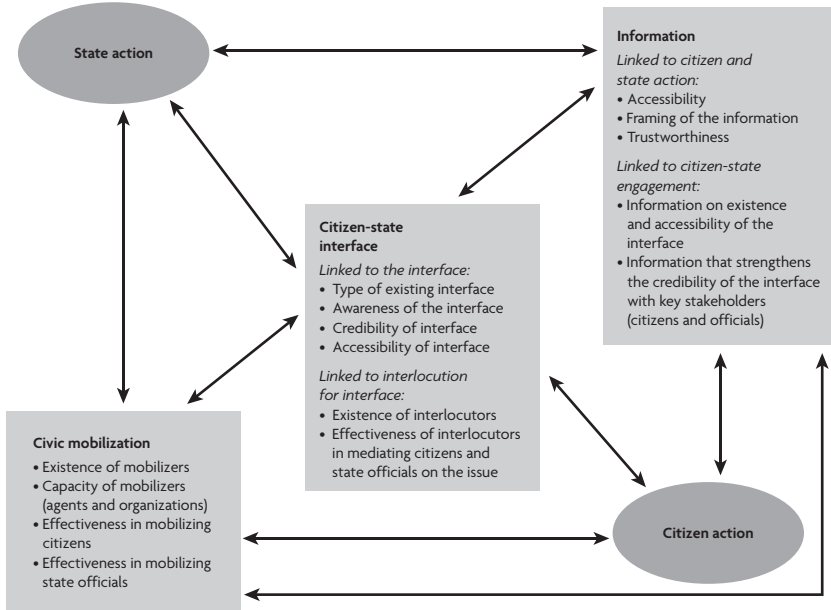 State action
Information
Linked to citizen and
state action:
• Accessibility
• Framing of the information
• Trustworthiness
Linked to citizen-state
engagement:
• Information on existence
and accessibility of the
interface
• Information that strengthens
the credibility of the interface
with key stakeholders
(citizens and officials)
Citizen-state
interface
Linked to the interface:
• Type of existing interface
• Awareness of the interface
• Credibility of interface
• Accessibility of interface
Linked to interlocution
for interface:
• Existence of interlocutors
• Effectiveness of interlocutors
in mediating citizens and
state officials on the issue
Civic mobilization
• Existence of mobilizers
• Capacity of mobilizers
(agents and organizations)
• Effectiveness in mobilizing
citizens
• Effectiveness in mobilizing
state officials
Citizen action